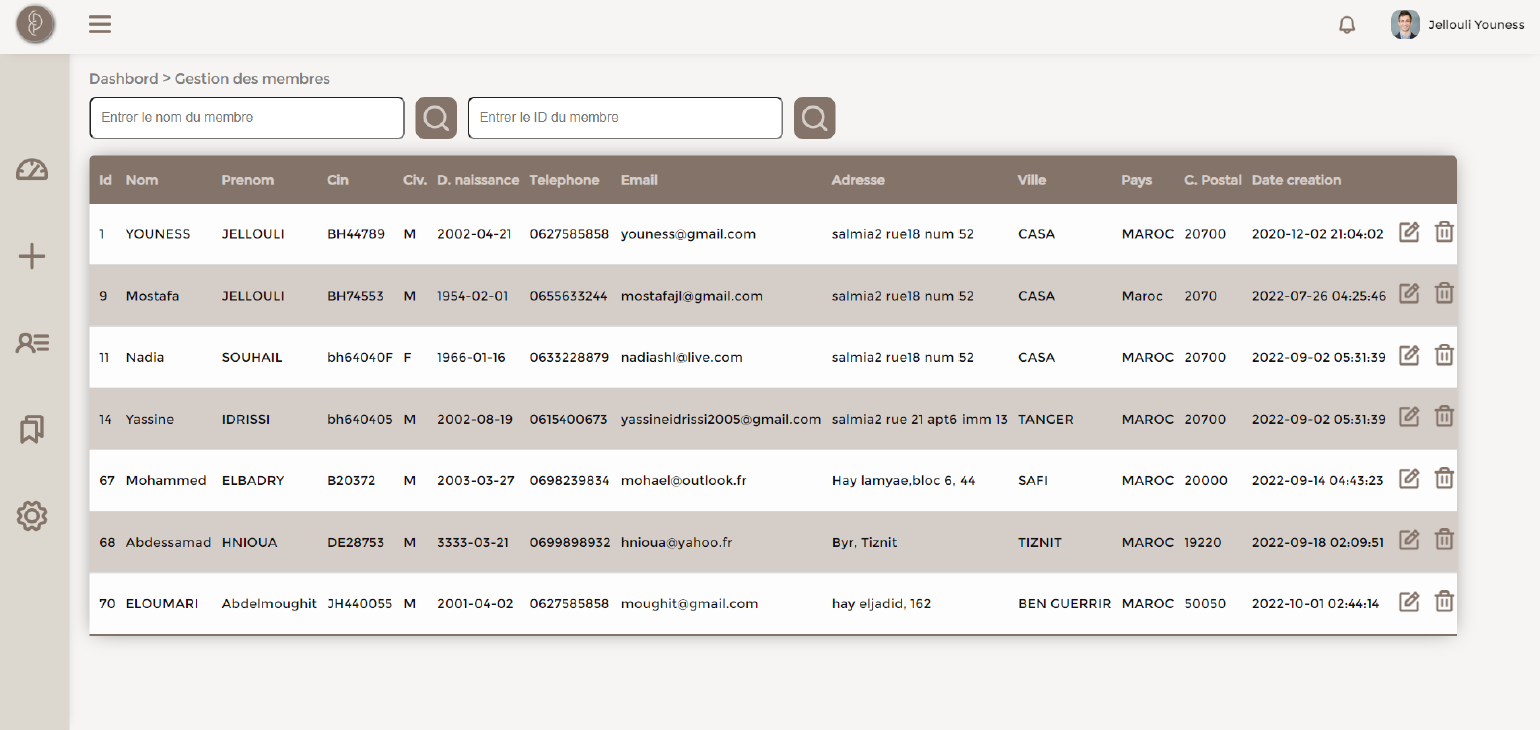 Jellouli Youness
Dashbord > Gestion des membres
Entrer le nom du membre Entrer le ID du membre
Id Nom Prenom Cin Civ. D. naissance Telephone Email Adresse Ville Pays C. Postal Date creation
1 YOUNESS JELLOULI BH44789 M 2002-04-21 0627585858 youness@gmail.com salmia2 rue18 num 52 CASA MAROC 20700 2020-12-02 21:04:02
9 Mostafa JELLOULI BH74553 M 1954-02-01 0655633244 mostafajl@gmail.com salmia2 rue18 num 52 CASA Maroc 2070 2022-07-26 04:25:46
11 Nadia SOUHAIL bh64040F F 1966-01-16 0633228879 nadiashl@live.com salmia2 rue18 num 52 CASA MAROC 20700 2022-09-02 05:31:39
14 Yassine IDRISSI bh640405 M 2002-08-19 0615400673 yassineidrissi2005@gmail.com salmia2 rue 21 apt6 imm 13 TANGER MAROC 20700 2022-09-02 05:31:39
67 Mohammed ELBADRY B20372 M 2003-03-27 0698239834 mohael@outlook.fr Hay lamyae,bloc 6, 44 SAFI MAROC 20000 2022-09-14 04:43:23
68 Abdessamad HNIOUA DE28753 M 3333-03-21 0699898932 hnioua@yahoo.fr Byr, Tiznit TIZNIT MAROC 19220 2022-09-18 02:09:51
70 ELOUMARI Abdelmoughit JH440055 M 2001-04-02 0627585858 moughit@gmail.com hay eljadid, 162 BEN GUERRIR MAROC 50050 2022-10-01 02:44:14